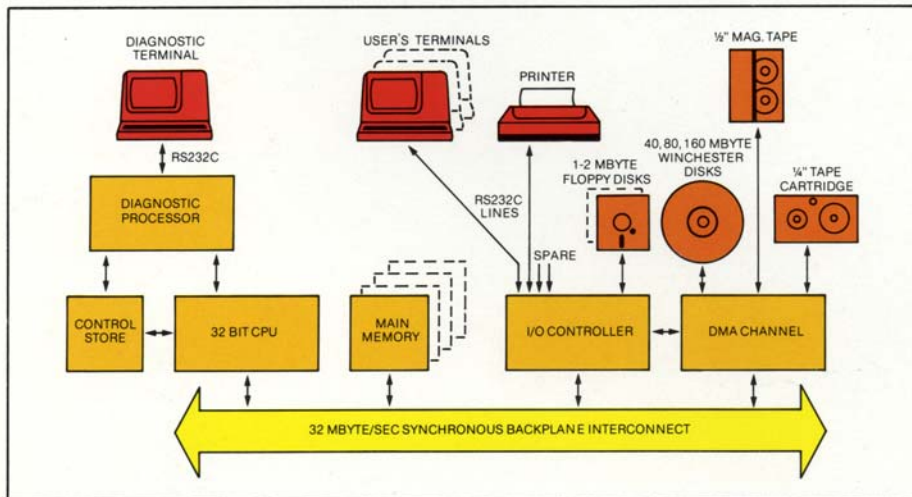 DIAGNOSTIC
TERMINAL
USER'S TERMINALS
PRINTER
½" MAG. TAPE
RS232C
40, 80, 160 MBYTE
WINCHESTER
DISKS
1-2 MBYTE
FLOPPY DISKS
¼" TAPE
CARTRIDGE
DIAGNOSTIC
PROCESSOR
RS232C
LINES
SPARE
CONTROL
STORE
32 BIT CPU
MAIN
MEMORY
I/O CONTROLLER
DMA CHANNEL
32 MBYTE/SEC SYNCHRONOUS BACKPLANE INTERCONNECT